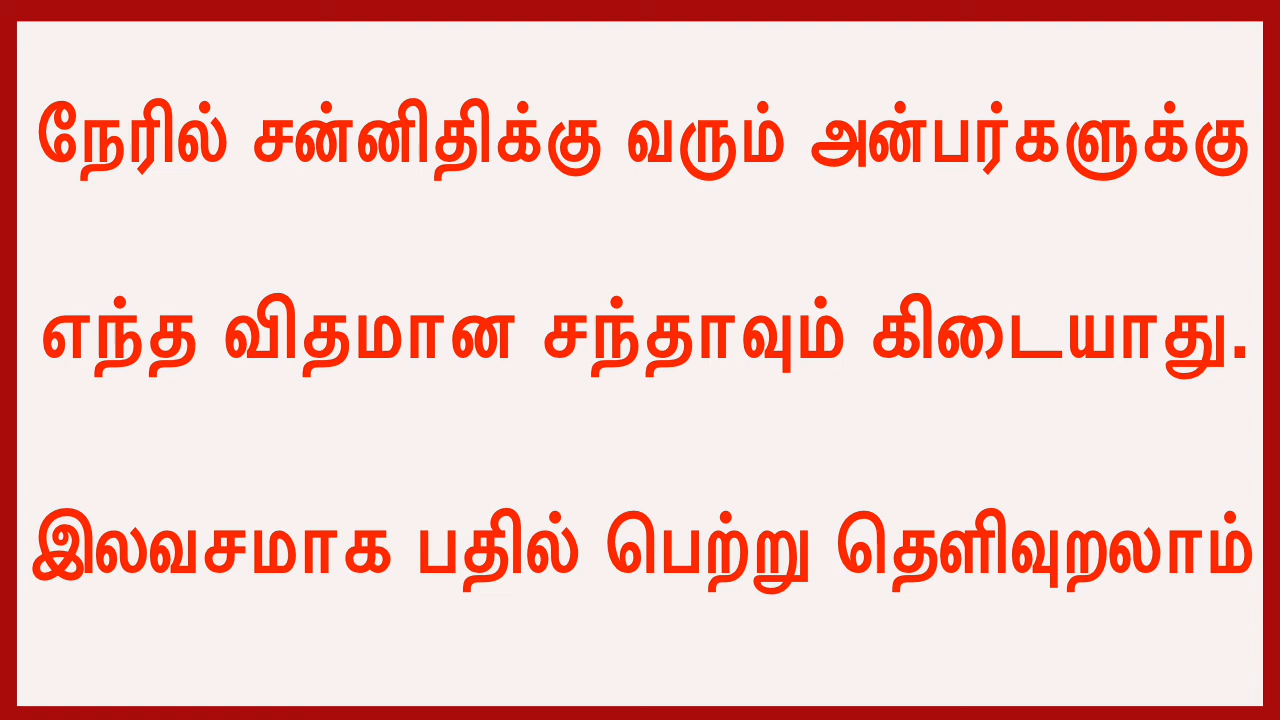 நேரில் சன்னிதிக்கு வரும் அன்பர்களுக்கு
எந்த விதமான சந்தாவும் கிடையாது.
இலவசமாக பதில் பெற்று தெளிவுறலாம்